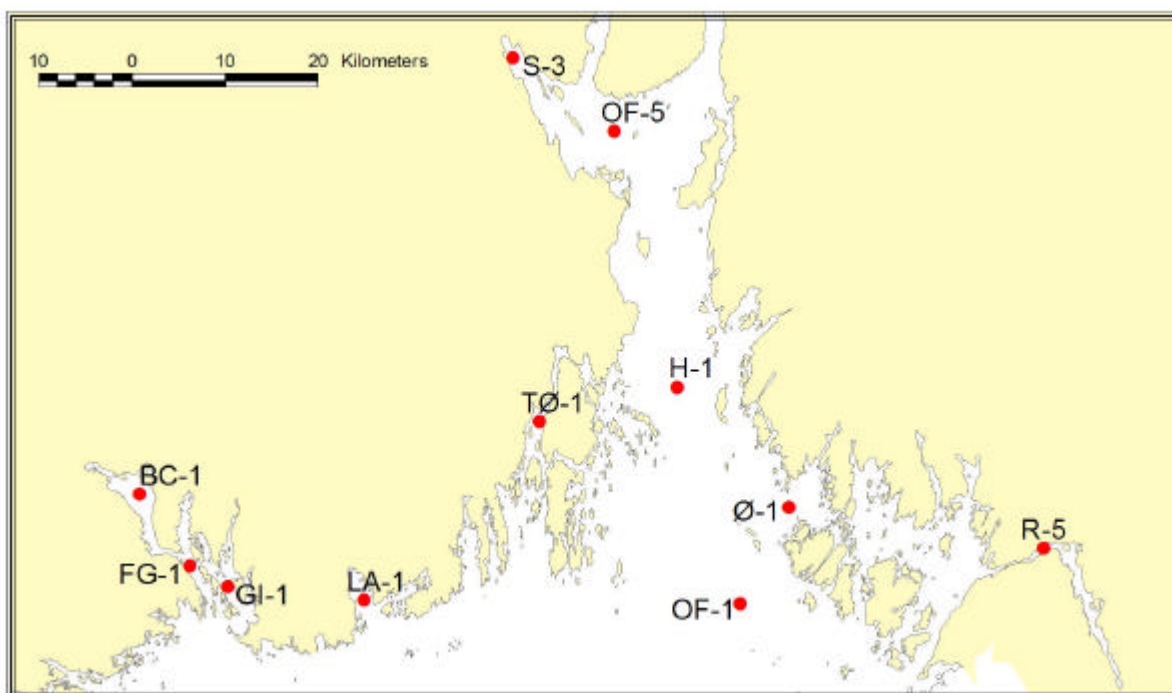 10 0 10 20 Kilometers
S-3
OF-5
H-1
TØ-1
BC-1
Ø-1
R-5
FG-1
GI-1
LA-1
OF-1